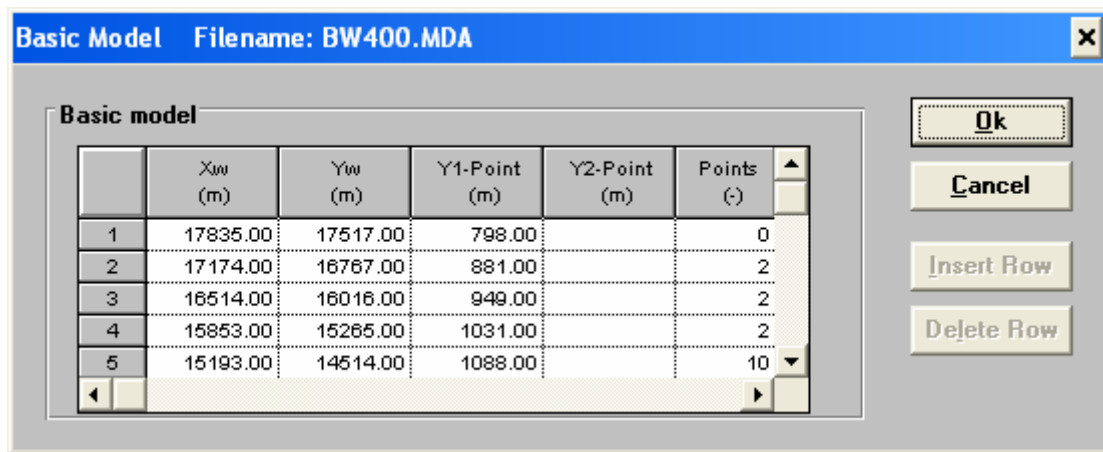 Basic Model Filename: BW400.MDA
Basic model
Xw Yw Y1-Point Y2-Point Points
(m) (m) (m) (m) (-)
1 17835.00 17517.00 798.00 0
2 17174.00 16767.00 881.00 2
3 16514.00 16016.00 949.00 2
4 15853.00 15265.00 1031.00 2
5 15193.00 14514.00 1088.00 10
Ok
Cancel
Insert Row
Delete Row